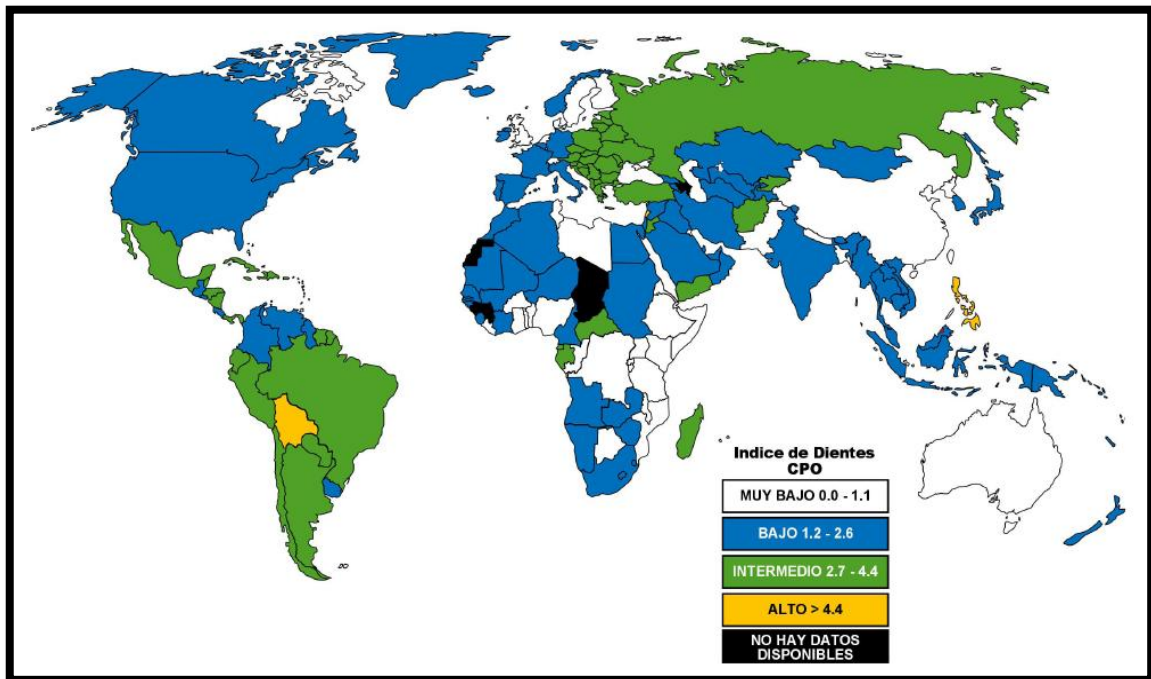 Indice de Dientes
CPO
MUY BAJO 0.0 - 1.1
BAJO 1.2 - 2.6
INTERMEDIO 2.7 - 4.4
ALTO > 4.4
NO HAY DATOS
DISPONIBLES